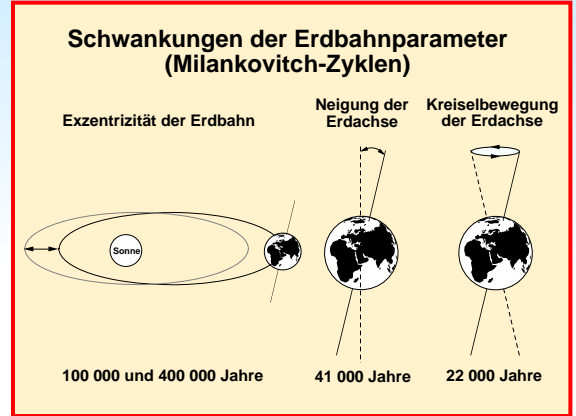 Schwankungen der Erdbahnparameter
(Milankovitch-Zyklen)
Exzentrizität der Erdbahn
Neigung der
Erdachse
Kreiselbewegung
der Erdachse
Sonne
100 000 und 400 000 Jahre
41 000 Jahre
22 000 Jahre